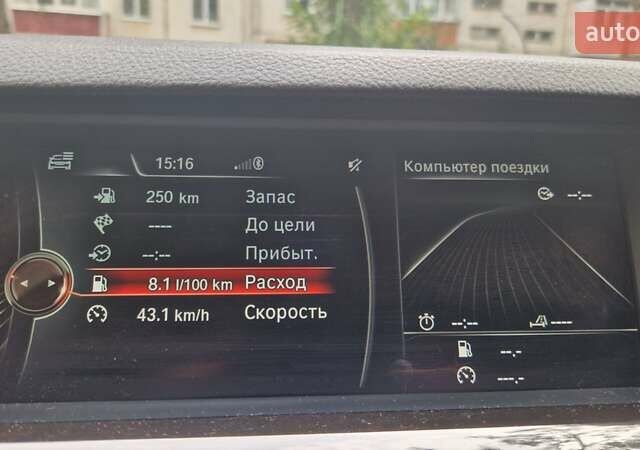 auto
15:16
Компьютер поездки
250 km Запас
--:--
---- До цели
--:-- Прибыт.
8.1 l/100 km Расход
43.1 km/h Скорость
--:-- ----
--.-
---.-